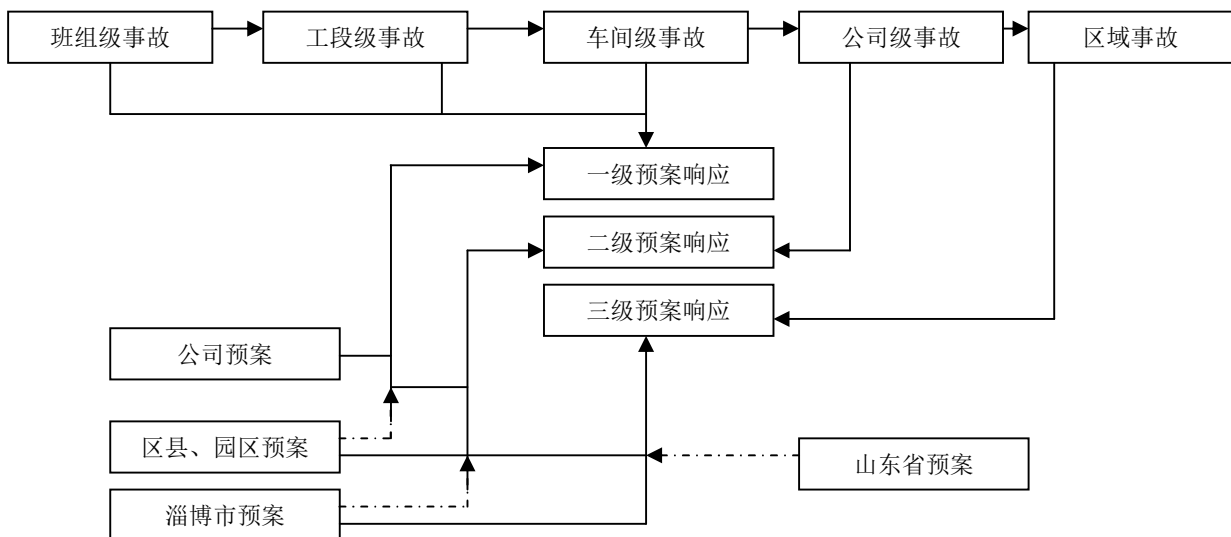 班组级事故
工段级事故
车间级事故
公司级事故
区域事故
一级预案响应
二级预案响应
三级预案响应
公司预案
区县、园区预案
山东省预案
淄博市预案